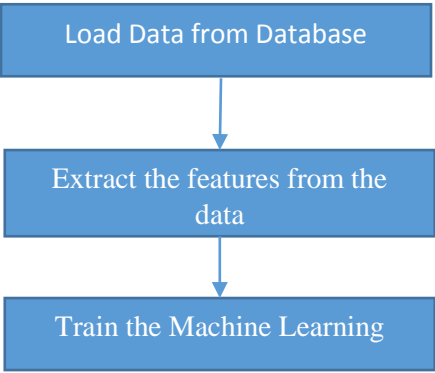 Load Data from Database
Extract the features from the
data
Train the Machine Learning